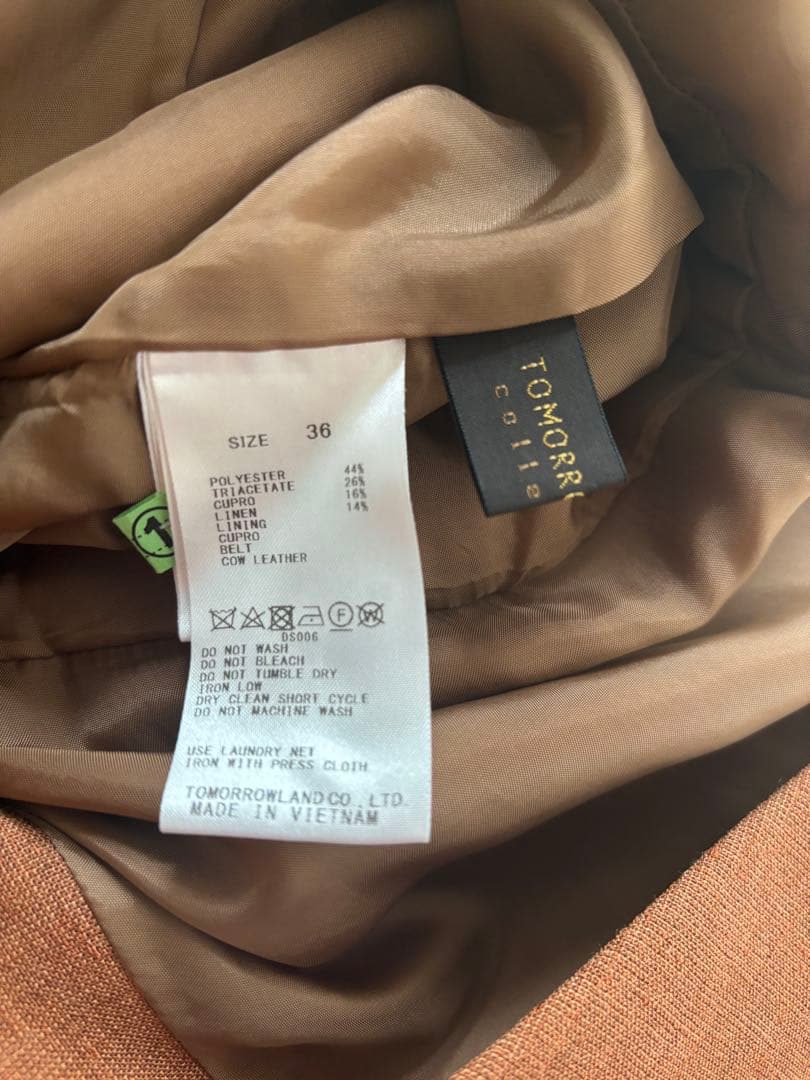 SIZE 36
POLYESTER 44%
TRIACETATE 26%
CUPRO 16%
LINEN 14%
LINING
CUPRO
BELT
COW LEATHER
F W
DS006
DO NOT WASH
DO NOT BLEACH
DO NOT TUMBLE DRY
IRON LOW
DRY CLEAN SHORT CYCLE
DO NOT MACHINE WASH
USE LAUNDRY NET
IRON WITH PRESS CLOTH
TOMORROWLAND CO.,LTD.
MADE IN VIETNAM
TOMORR
colle
1